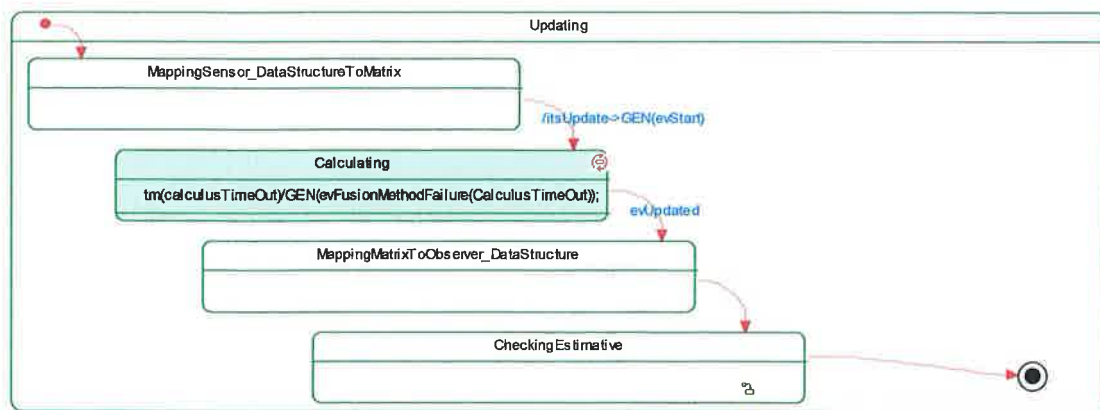 Updating
MappingSensor_DataStructureToMatrix
/itsUpdate->GEN(evStart)
Calculating
tm(calculusTimeOut)/GEN(evFusionMethodFailure(CalculusTimeOut));
evUpdated
MappingMatrixToObserver_DataStructure
CheckingEstimative